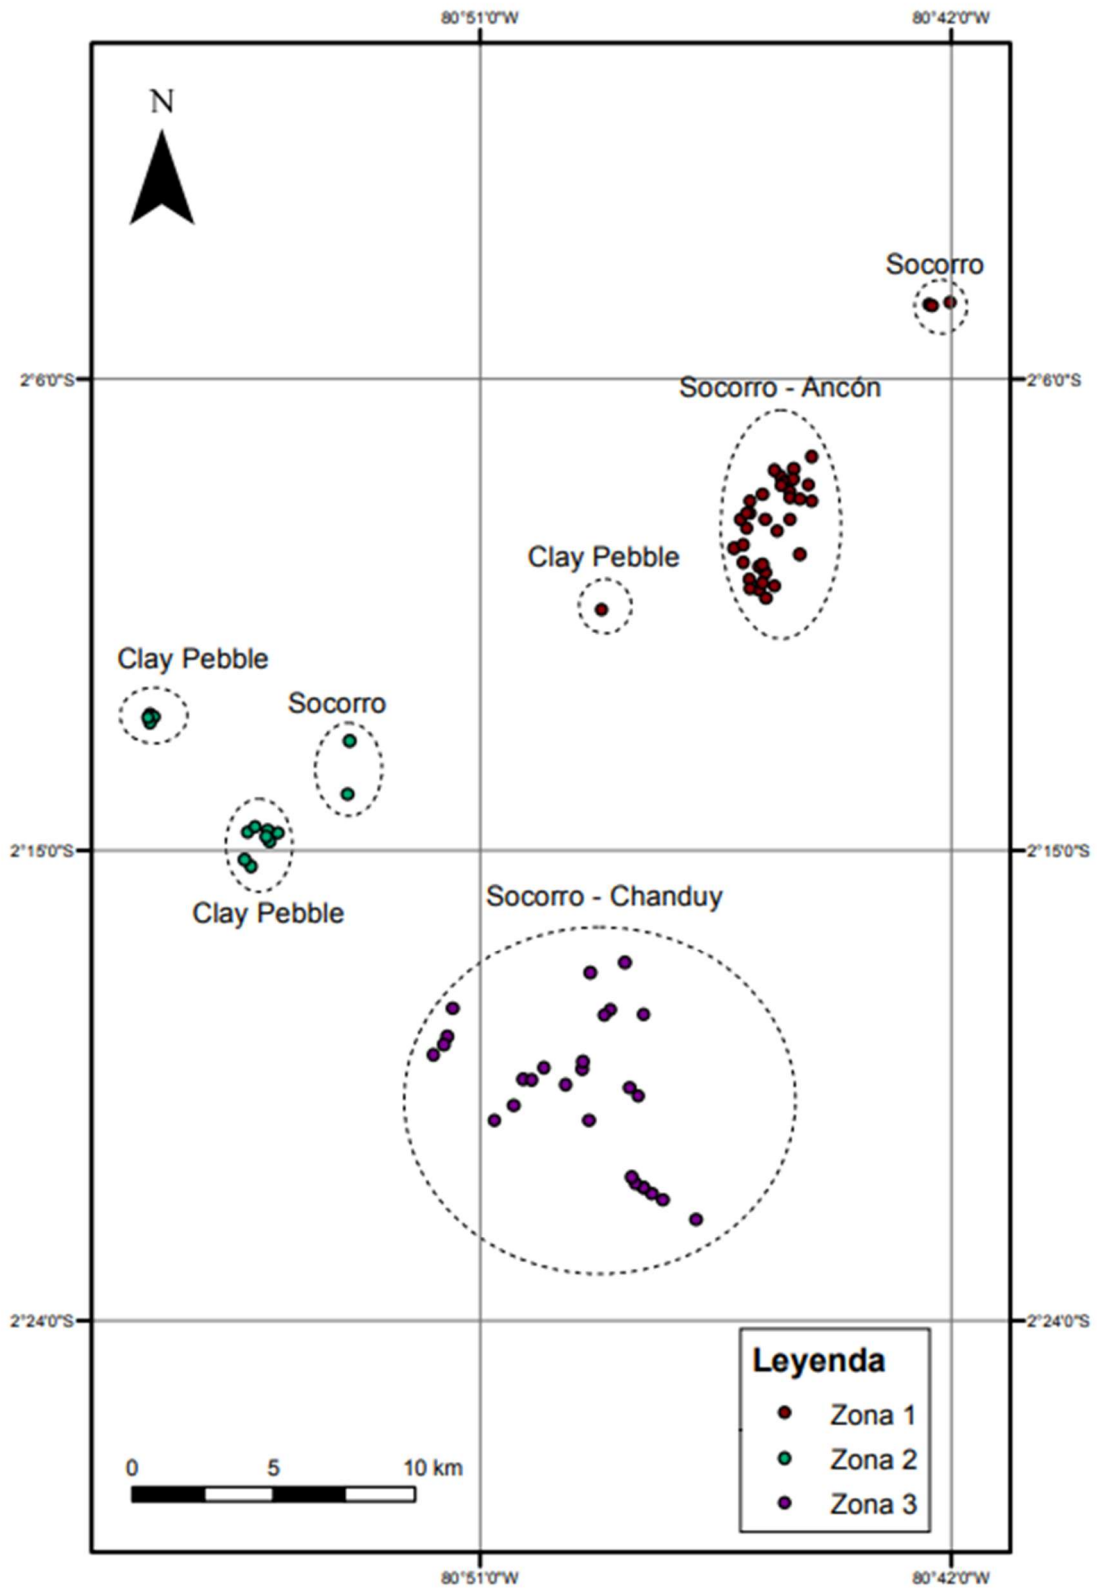 80°51'0"W 80°42'0"W
N
Socorro
2°6'0"S 2°6'0"S
Socorro - Ancón
Clay Pebble
Clay Pebble
Socorro
2°15'0"S 2°15'0"S
Socorro - Chanduy
Clay Pebble
2°24'0"S 2°24'0"S
Leyenda
Zona 1
Zona 2
Zona 3
0 5 10 km
80°51'0"W 80°42'0"W